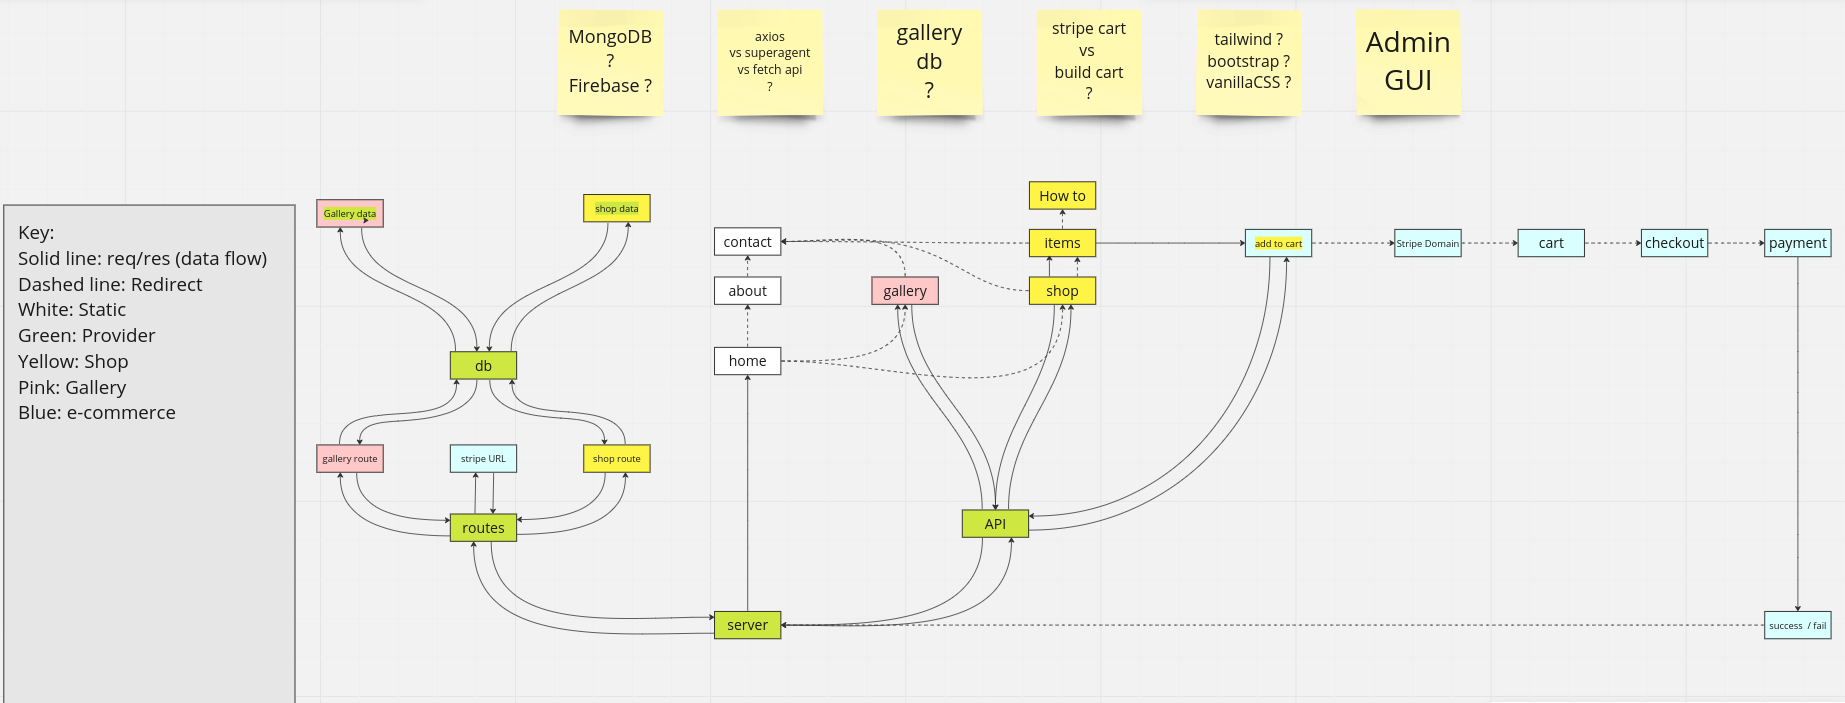 MongoDB
?
Firebase ?
axios
vs superagent
vs fetch api
?
gallery
db
?
stripe cart
vs
build cart
?
tailwind ?
bootstrap ?
vanillaCSS ?
Admin
GUI
Key:
Solid line: req/res (data flow)
Dashed line: Redirect
White: Static
Green: Provider
Yellow: Shop
Pink: Gallery
Blue: e-commerce
Gallery data
shop data
db
gallery route
stripe URL
shop route
routes
contact
about
home
server
gallery
How to
items
shop
API
add to cart
Stripe Domain
cart
checkout
payment
success / fail